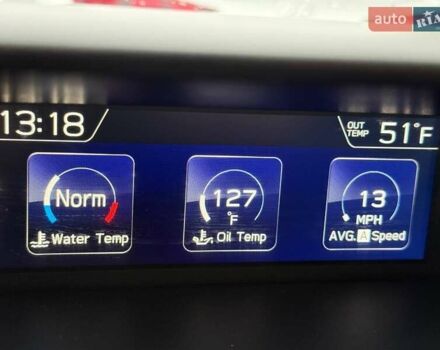 auto RIA
13:18
OUT TEMP 51°F
Norm
127 °F
13 MPH
Water Temp
Oil Temp
AVG. A Speed